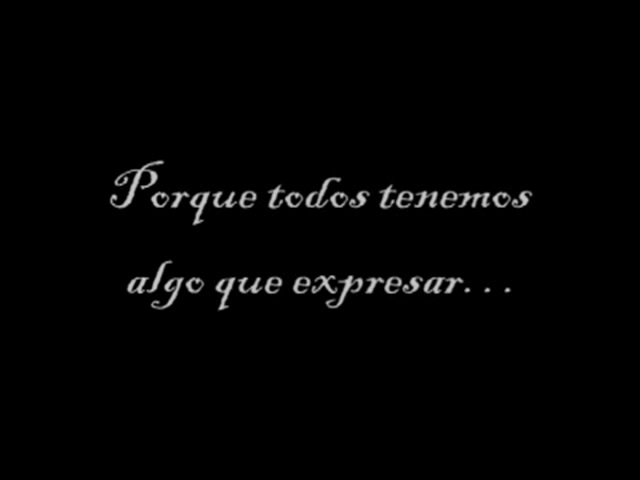 Porque todos tenemos
algo que expresar. . .